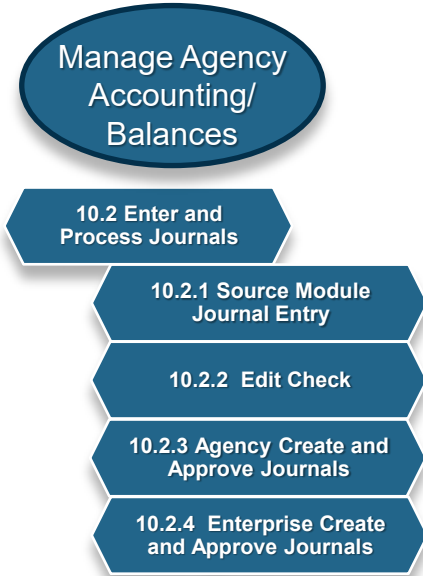 Manage Agency
Accounting/
Balances
10.2 Enter and
Process Journals
10.2.1 Source Module
Journal Entry
10.2.2 Edit Check
10.2.3 Agency Create and
Approve Journals
10.2.4 Enterprise Create
and Approve Journals